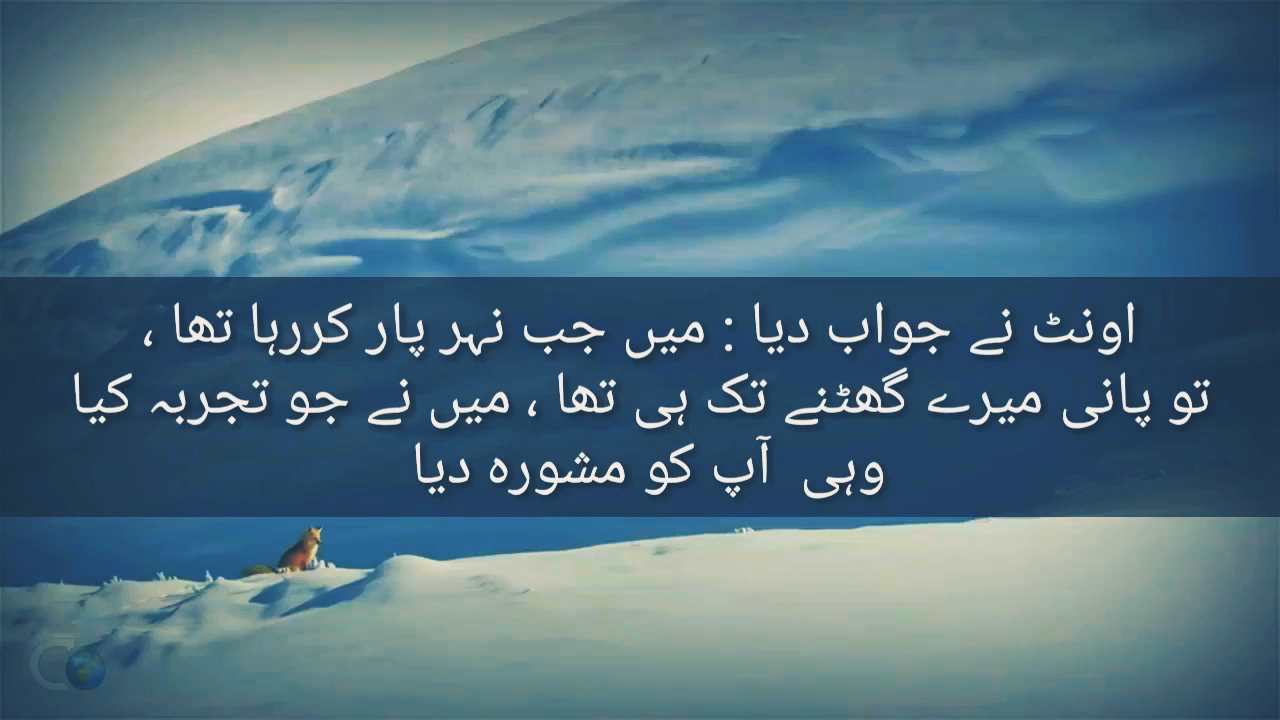 اونٹ نے جواب دیا : میں جب نہر پار کررہا تھا ،
تو پانی میرے گھٹنے تک ہی تھا ، میں نے جو تجربہ کیا
وہی آپ کو مشورہ دیا